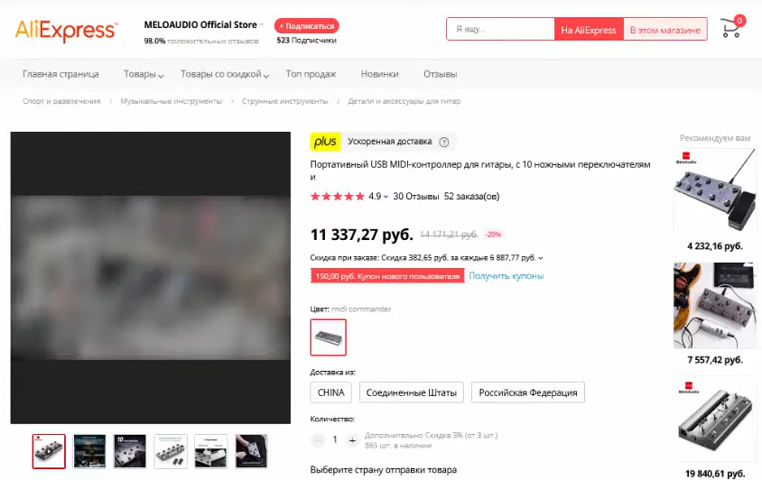 AliExpress™
MELOAUDIO Official Store
+ Подписаться
98.0% положительных отзывов
523 Подписчики
Я ищу...
На AliExpress
В этом магазине
0
Главная страница Товары Товары со скидкой Топ продаж Новинки Отзывы
Спорт и развлечения > Музыкальные инструменты > Струнные инструменты > Детали и аксессуары для гитар
plus Ускоренная доставка ?
Портативный USB MIDI-контроллер для гитары, с 10 ножными переключателям
и
4.9 30 Отзывы 52 заказа(ов)
11 337,27 руб. 14 171,21 руб. -20%
Скидка при заказе: Скидка 382,65 руб. за каждые 6 887,77 руб.
150,00 руб. Купон нового пользователя Получить купоны
Цвет: midi commander
Доставка из:
CHINA Соединенные Штаты Российская Федерация
Количество:
1
Дополнительно Скидка 3% (от 3 шт.)
365 шт. в наличии
Выберите страну отправки товара
Рекомендуем вам
4 232,16 руб.
7 557,42 руб.
19 840,61 руб.